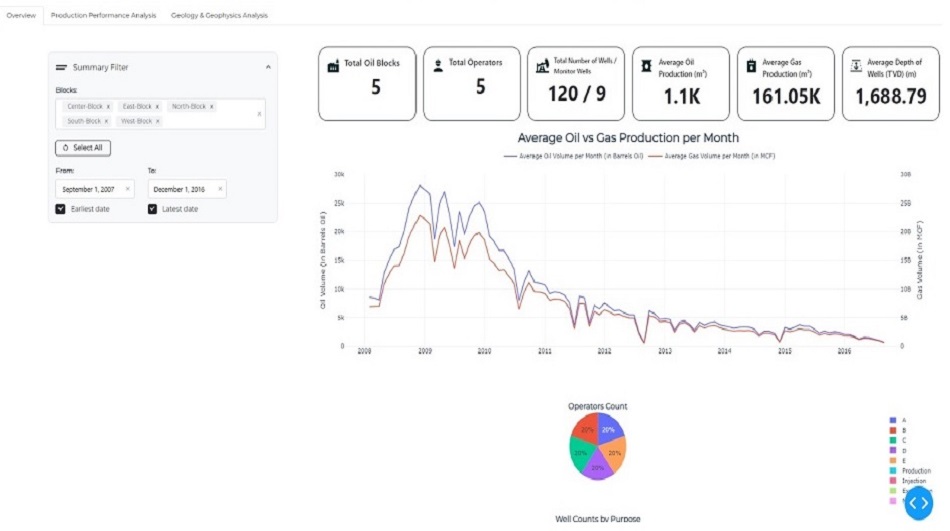 Overview Production Performance Analysis Geology & Geophysics Analysis
Summary Filter
Blocks:
Center-Block x East-Block x North-Block x
South-Block x West-Block x
x
Select All
From: To:
September 1, 2007 x December 1, 2016 x
Earliest date Latest date
Total Oil Blocks
5
Total Operators
5
Total Number of Wells /
Monitor Wells
120 / 9
Average Oil
Production (m³)
1.1K
Average Gas
Production (m³)
161.05K
Average Depth of
Wells (TVD) (m)
1,688.79
Average Oil vs Gas Production per Month
Average Oil Volume per Month (in Barrels Oil) Average Gas Volume per Month (in MCF)
Oil Volume (in Barrels Oil)
30k
25k
20k
15k
10k
5k
0
30B
25B
20B
15B
10B
5B
0
Gas Volume (in MCF)
2008 2009 2010 2011 2012 2013 2014 2015 2016
Operators Count
20% 20%
20% 20%
20%
A
B
C
D
E
Production
Injection
Well Counts by Purpose